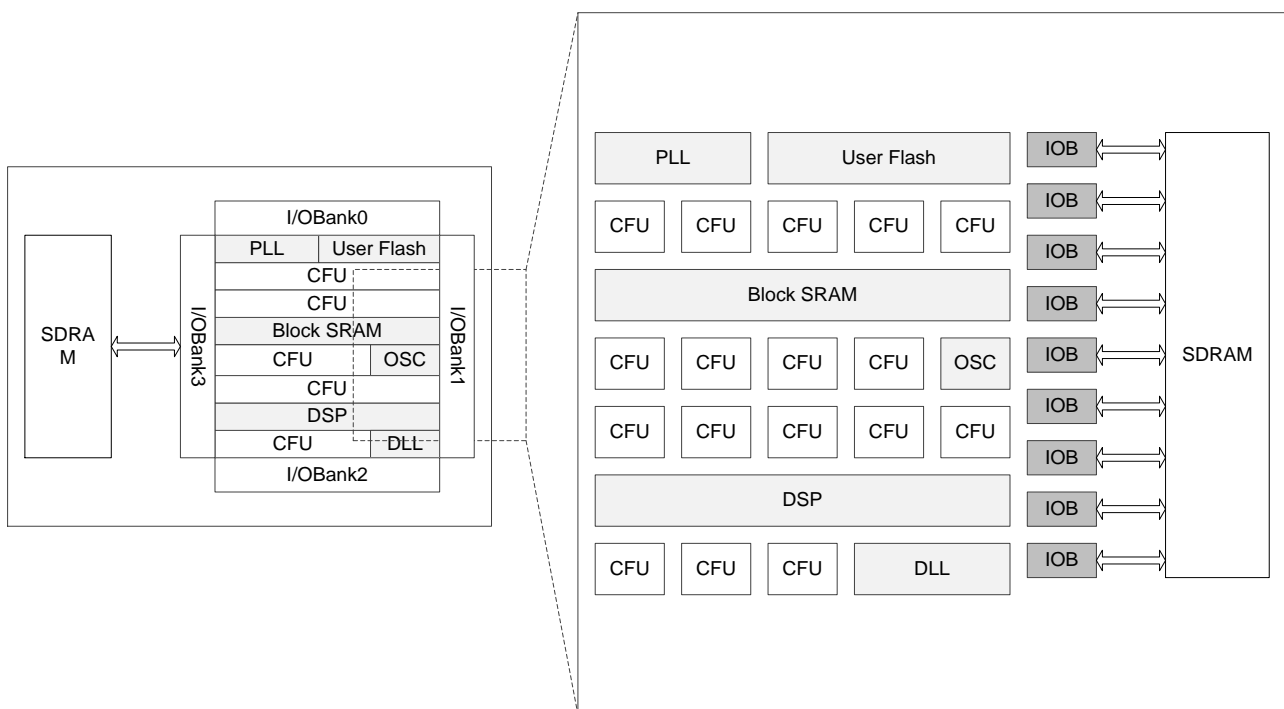 I/OBank0
PLL User Flash
CFU
CFU
Block SRAM
CFU OSC
CFU
DSP
CFU DLL
I/OBank2
SDRA
M
I/OBank3
I/OBank1
PLL User Flash IOB
IOB
CFU CFU CFU CFU CFU
IOB
Block SRAM IOB
CFU CFU CFU CFU OSC IOB
SDRAM
CFU CFU CFU CFU CFU IOB
IOB
DSP IOB
CFU CFU CFU DLL IOB